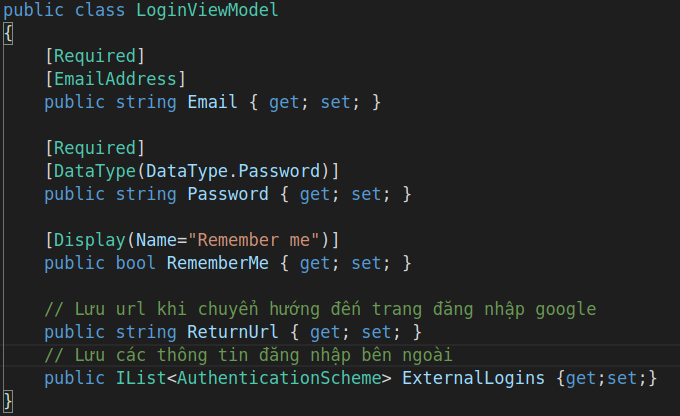 public class LoginViewModel
{
[Required]
[EmailAddress]
public string Email { get; set; }
[Required]
[DataType(DataType.Password)]
public string Password { get; set; }
[Display(Name="Remember me")]
public bool RememberMe { get; set; }
// Lưu url khi chuyển hướng đến trang đăng nhập google
public string ReturnUrl { get; set; }
// Lưu các thông tin đăng nhập bên ngoài
public IList<AuthenticationScheme> ExternalLogins {get;set;}
}